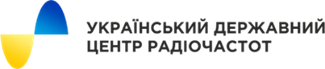 УКРАЇНСЬКИЙ ДЕРЖАВНИЙ
ЦЕНТР РАДІОЧАСТОТ